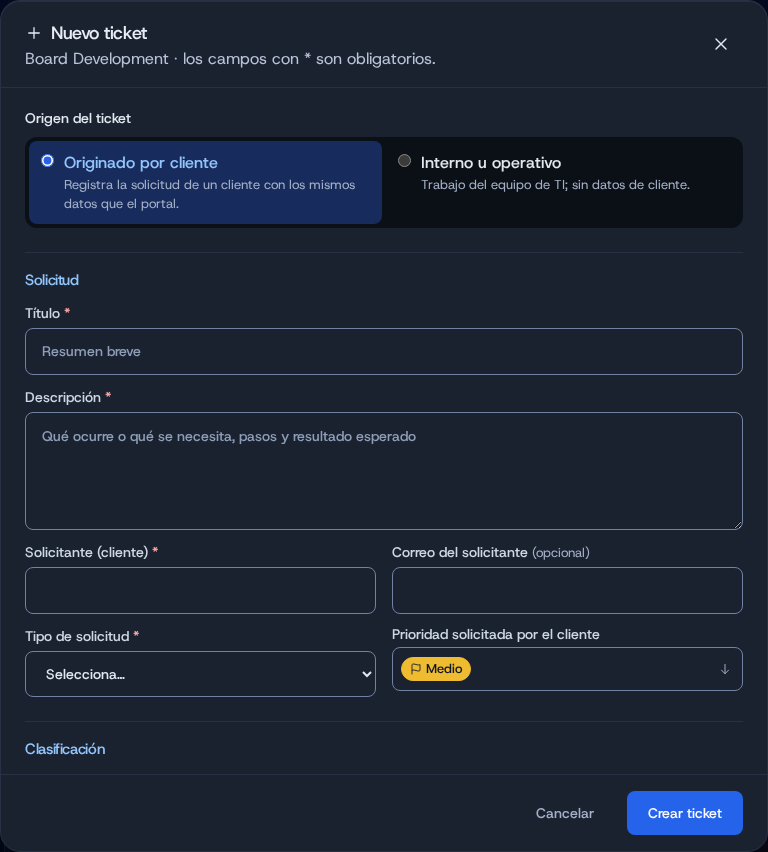 Nuevo ticket
Board Development · los campos con * son obligatorios.
Origen del ticket
Originado por cliente
Registra la solicitud de un cliente con los mismos
datos que el portal.
Interno u operativo
Trabajo del equipo de TI; sin datos de cliente.
Solicitud
Título *
Resumen breve
Descripción *
Qué ocurre o qué se necesita, pasos y resultado esperado
Solicitante (cliente) *
Correo del solicitante (opcional)
Tipo de solicitud *
Selecciona...
Prioridad solicitada por el cliente
Medio
Clasificación
Cancelar
Crear ticket